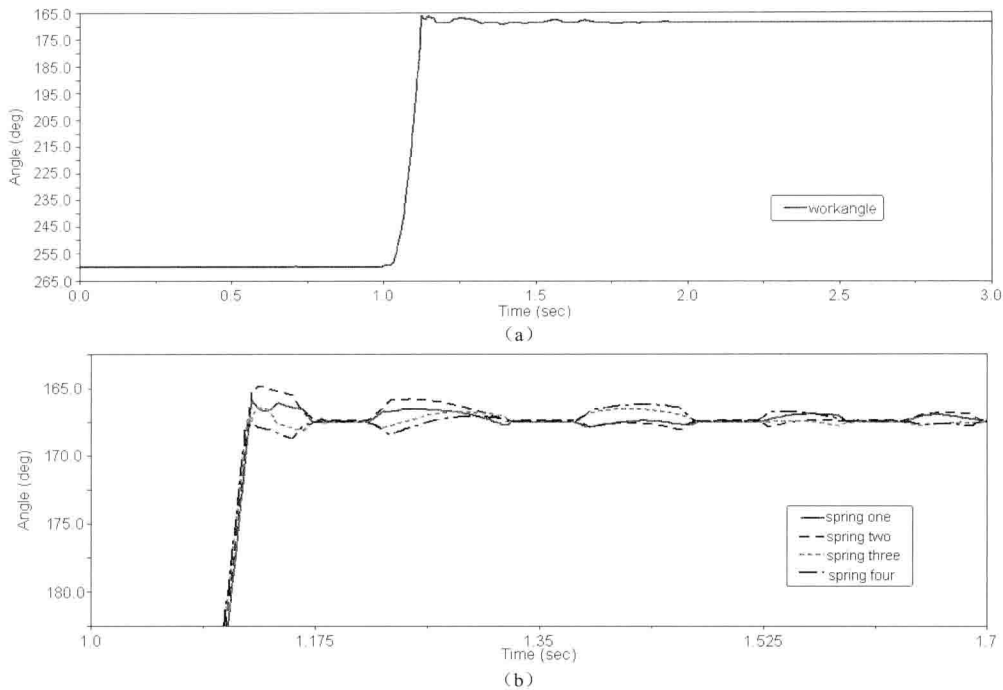 165.0
165.0
185.0
195.0
205.0
215.0
225.0
235.0
245.0
255.0
265.0
Angle (deg)
workangle
0.0 0.5 1.0 1.5 2.0 2.5 3.0
Time (sec)
(a)
165.0
170.0
175.0
180.0
Angle (deg)
spring one
spring two
spring three
spring four
1.0 1.175 1.35 1.525 1.7
Time (sec)
(b)